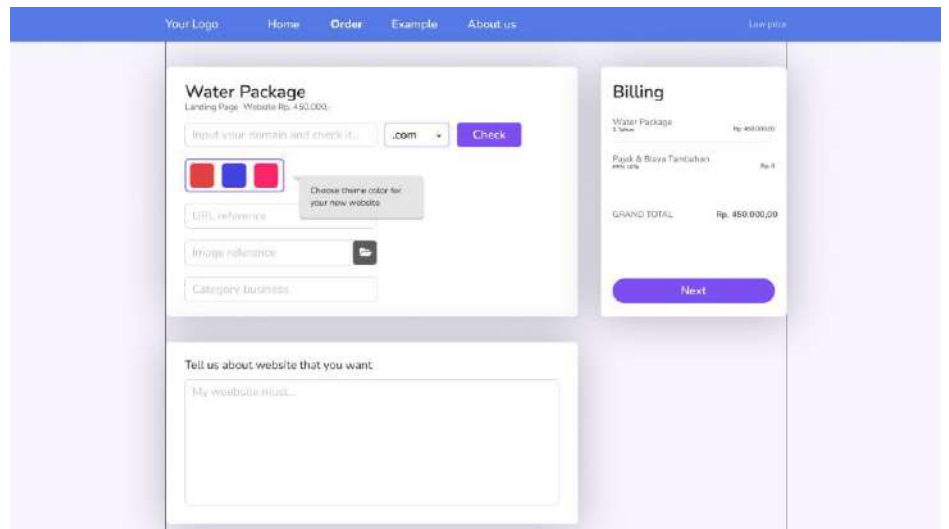 Your Logo Home Order Example About us Low price
Water Package
Landing Page Website Rp. 450.000,-
Input your domain and check it...
.com
Check
Choose theme color for
your new website
URL reference
Image reference
Category business
Billing
Water Package Rp. 450.000,00
Pajak & Biaya Tambahan Rp. 0
PPN 10%
GRAND TOTAL Rp. 450.000,00
Next
Tell us about website that you want
My weebsite must...